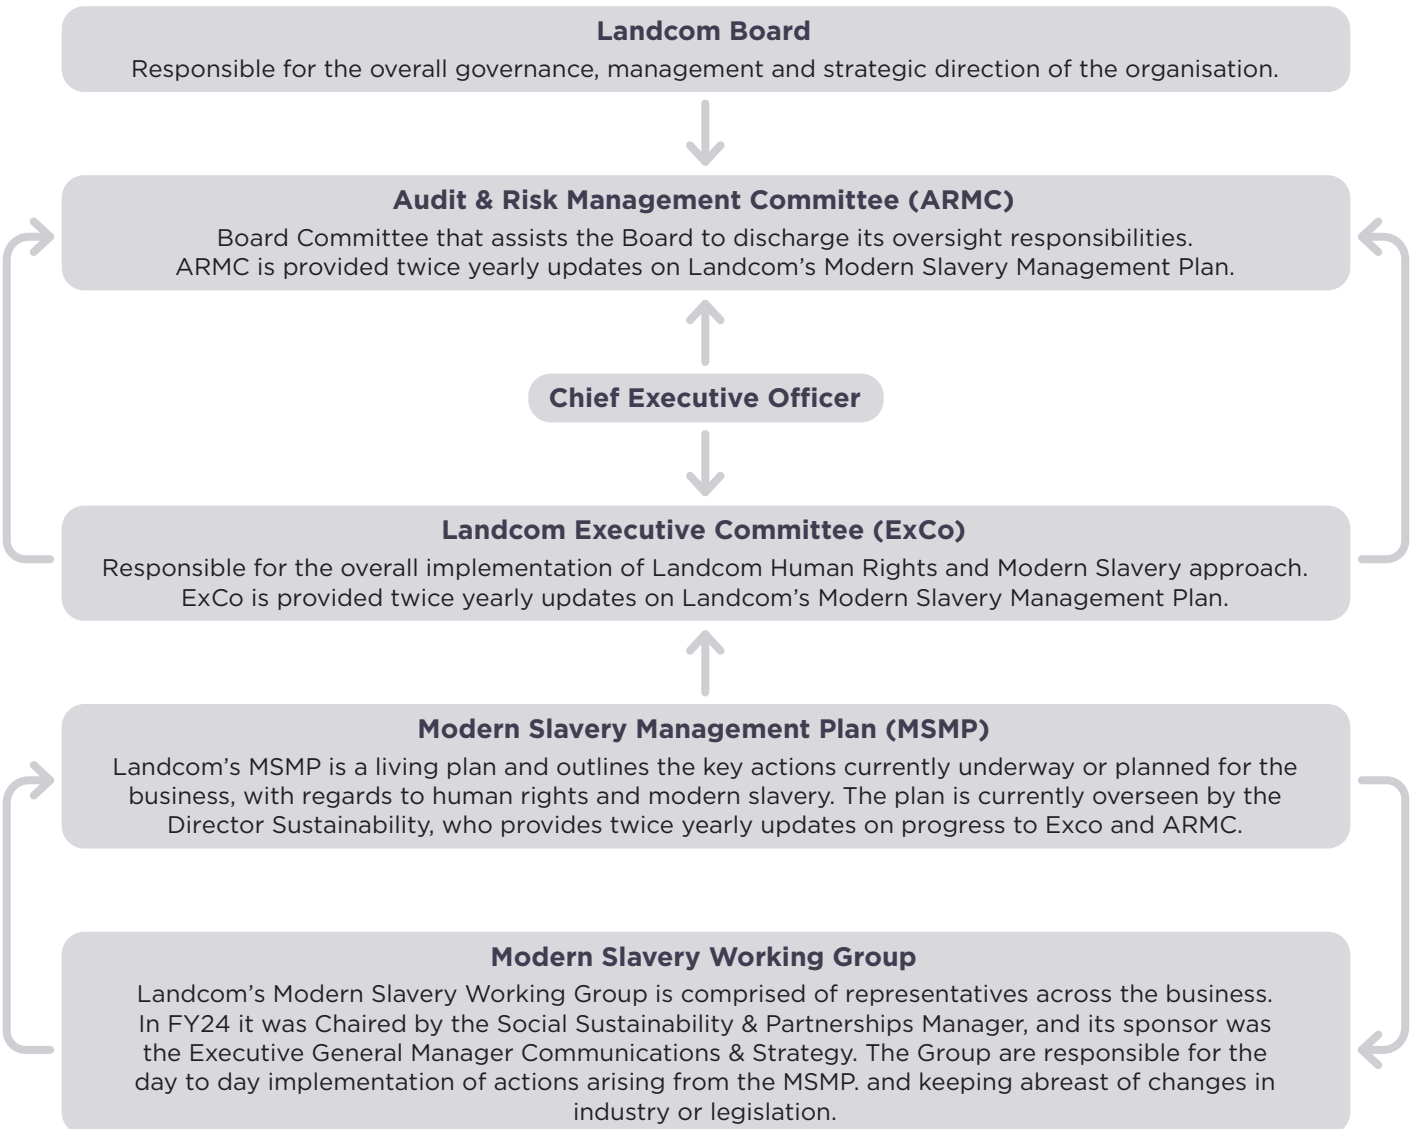 Landcom Board
Responsible for the overall governance, management and strategic direction of the organisation.
Audit & Risk Management Committee (ARMC)
Board Committee that assists the Board to discharge its oversight responsibilities.
ARMC is provided twice yearly updates on Landcom’s Modern Slavery Management Plan.
Chief Executive Officer
Landcom Executive Committee (ExCo)
Responsible for the overall implementation of Landcom Human Rights and Modern Slavery approach.
ExCo is provided twice yearly updates on Landcom’s Modern Slavery Management Plan.
Modern Slavery Management Plan (MSMP)
Landcom’s MSMP is a living plan and outlines the key actions currently underway or planned for the
business, with regards to human rights and modern slavery. The plan is currently overseen by the
Director Sustainability, who provides twice yearly updates on progress to Exco and ARMC.
Modern Slavery Working Group
Landcom’s Modern Slavery Working Group is comprised of representatives across the business.
In FY24 it was Chaired by the Social Sustainability & Partnerships Manager, and its sponsor was
the Executive General Manager Communications & Strategy. The Group are responsible for the
day to day implementation of actions arising from the MSMP. and keeping abreast of changes in
industry or legislation.